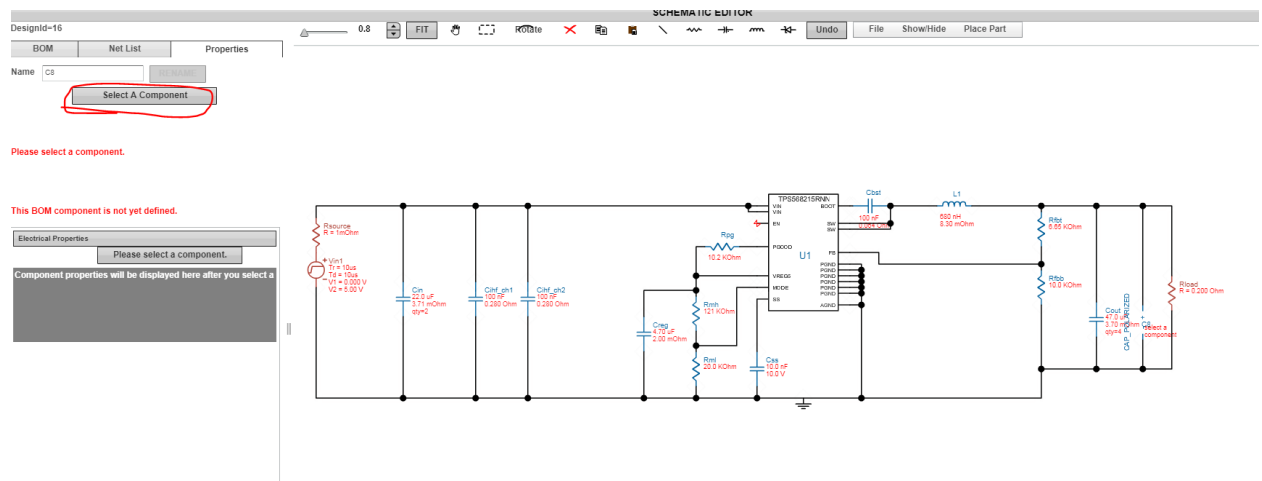 SCHEMATIC EDITOR
DesignId=16
0.8
FIT
Rotate
Undo
File
Show/Hide
Place Part
BOM
Net List
Properties
Name
C8
RENAME
Select A Component
Please select a component.
This BOM component is not yet defined.
Electrical Properties
Please select a component.
Component properties will be displayed here after you select a
Rsource
R = 1mOhm
Vin1
Tr = 10us
Td = 10us
V1 = 0.000 V
V2 = 5.00 V
Cin
22.0 uF
3.71 mOhm
qty=2
Cihf_ch1
100 nF
0.280 Ohm
Cihf_ch2
100 nF
0.280 Ohm
Creg
4.70 uF
2.00 mOhm
Rpg
10.2 KOhm
Rmh
121 KOhm
Rml
20.0 KOhm
Css
10.0 nF
10.0 V
TPS568215RNN
VIN
VIN
EN
PGOOD
VREG5
MODE
SS
U1
BOOT
SW
SW
FB
PGND
PGND
PGND
PGND
PGND
PGND
AGND
Cbst
100 nF
0.064 Ohm
L1
680 nH
8.30 mOhm
Rfbt
6.65 KOhm
Rfbb
10.0 KOhm
Cout
47.0 uF
3.70 mOhm
qty=4
CAP_POLARIZED
C8
select a
component
Rload
R = 0.200 Ohm